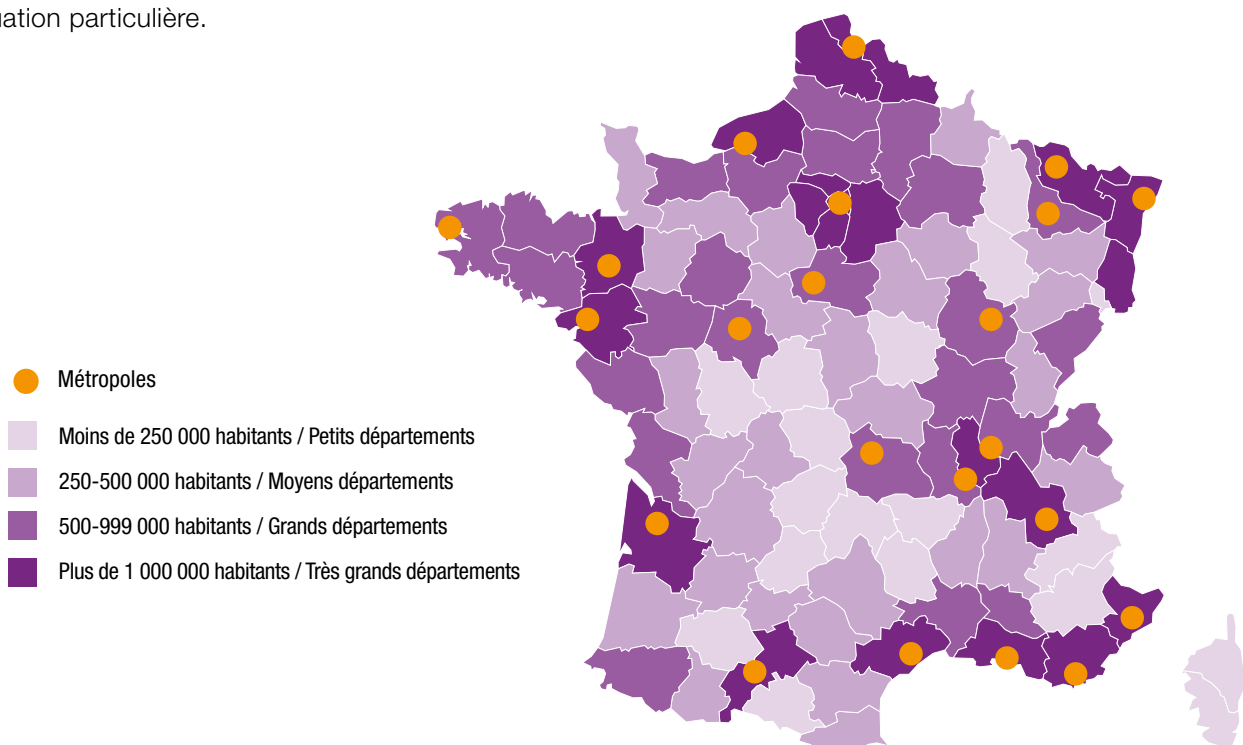 uation particulière.
Métropoles
Moins de 250 000 habitants / Petits départements
250-500 000 habitants / Moyens départements
500-999 000 habitants / Grands départements
Plus de 1 000 000 habitants / Très grands départements